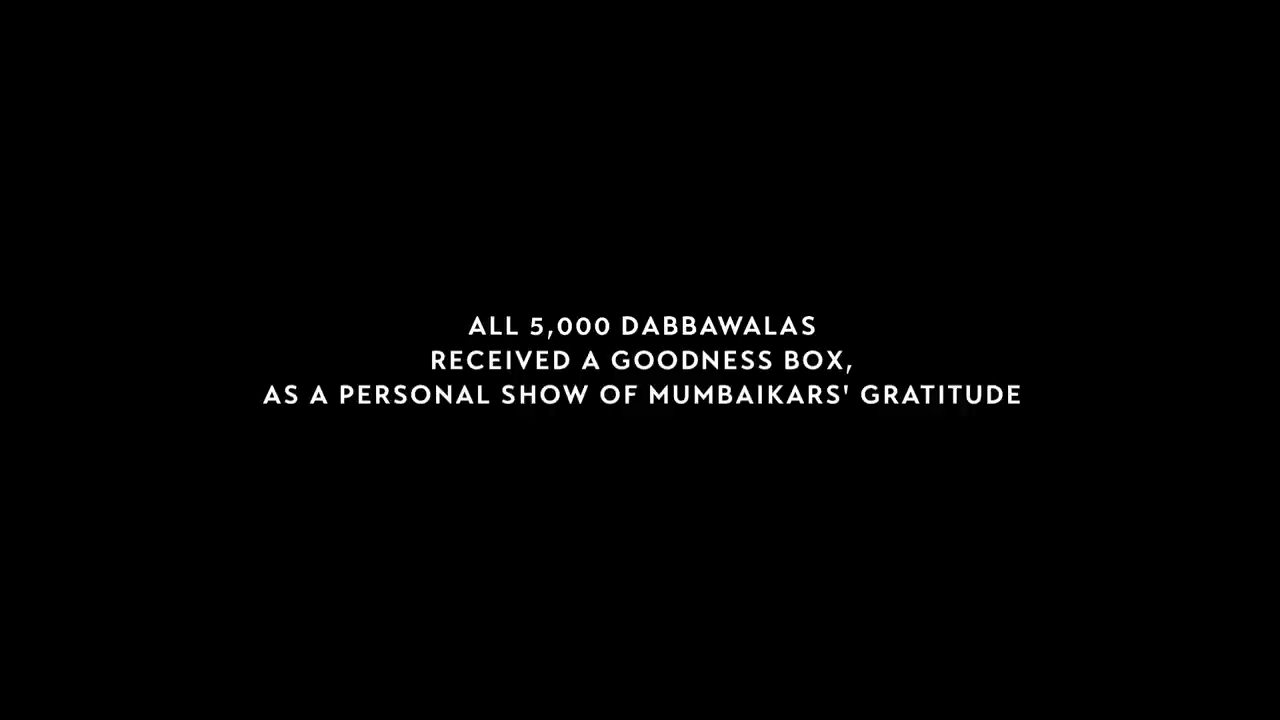 ALL 5,000 DABBAWALAS
RECEIVED A GOODNESS BOX,
AS A PERSONAL SHOW OF MUMBAIKARS' GRATITUDE